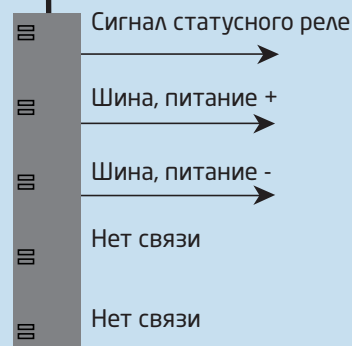 Сигнал статусного реле
Шина, питание +
Шина, питание -
Нет связи
Нет связи